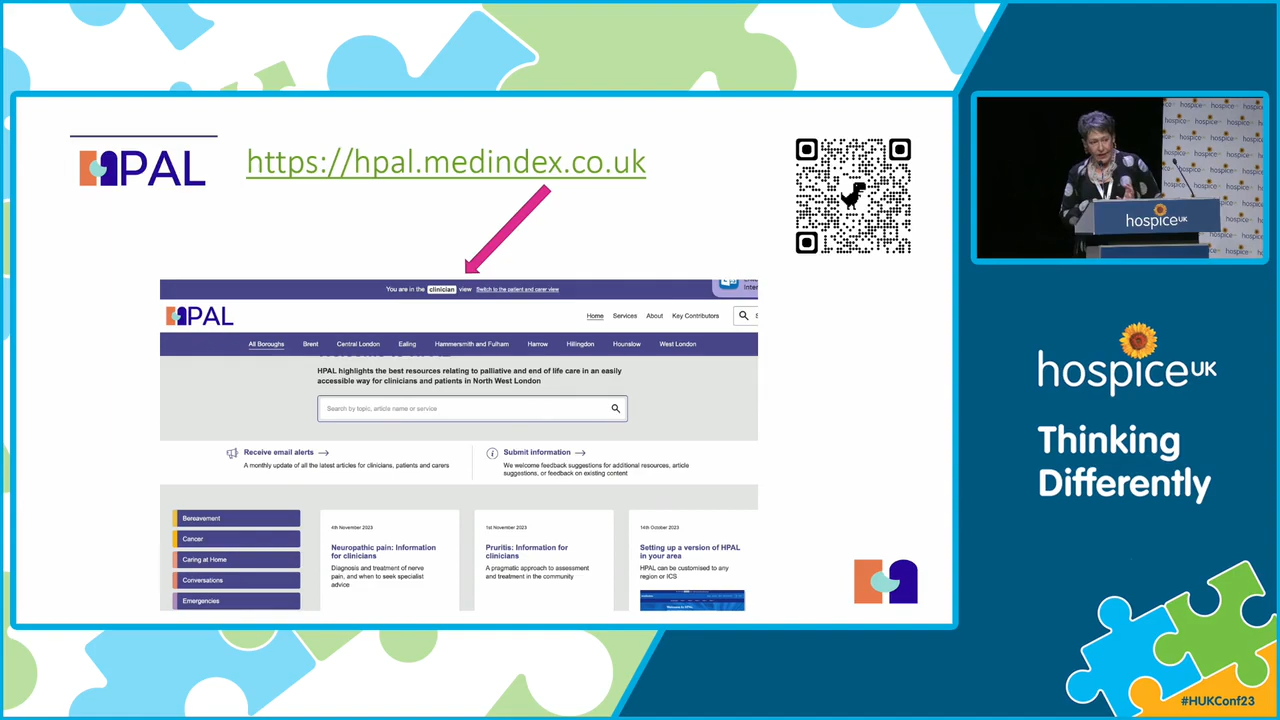 HPAL
https://hpal.medindex.co.uk
You are in the clinician view Switch to the patient and carer view
HPAL
Home Services About Key Contributors
All Boroughs Brent Central London Ealing Hammersmith and Fulham Harrow Hillingdon Hounslow West London
HPAL highlights the best resources relating to palliative and end of life care in an easily
accessible way for clinicians and patients in North West London
Search by topic, article name or service
Receive email alerts
A monthly update of all the latest articles for clinicians, patients and carers
Submit information
We welcome feedback suggestions for additional resources, article
suggestions, or feedback on existing content
Bereavement
Cancer
Caring at Home
Conversations
Emergencies
4th November 2023
Neuropathic pain: Information
for clinicians
Diagnosis and treatment of nerve
pain, and when to seek specialist
advice
1st November 2023
Pruritis: Information for
clinicians
A pragmatic approach to assessment
and treatment in the community
14th October 2023
Setting up a version of HPAL
in your area
HPAL can be customised to any
region or ICS
hospice UK
hospice UK
Thinking
Differently
#HUKConf23